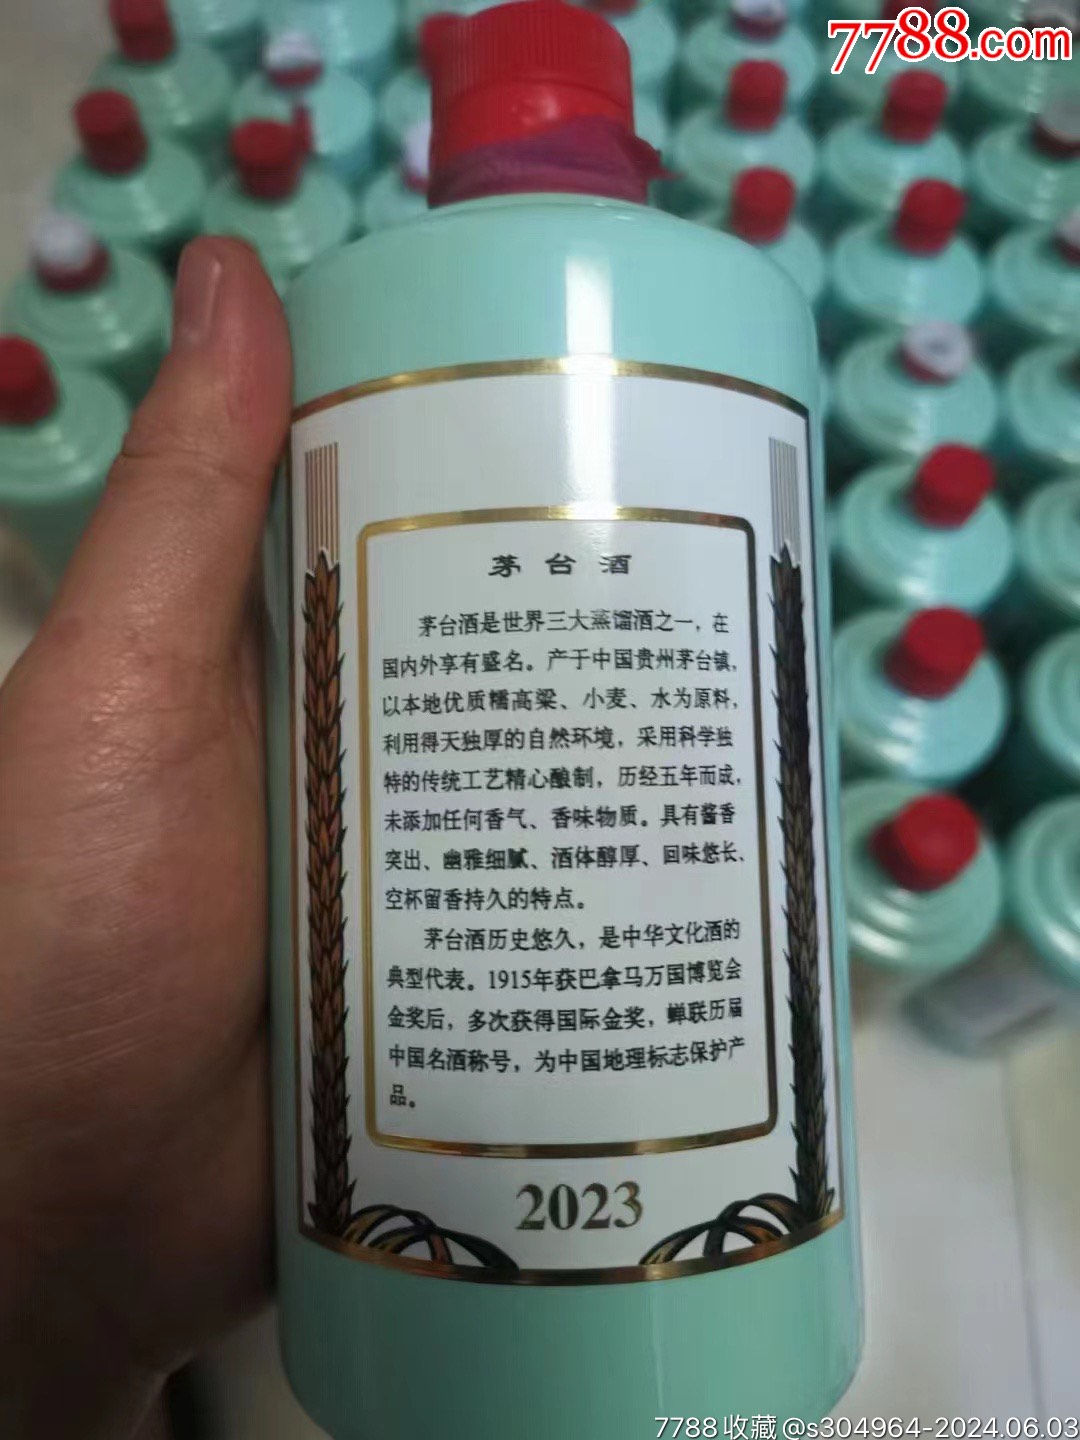 7788.com
茅台酒
茅台酒是世界三大蒸馏酒之一，在
国内外享有盛名。产于中国贵州茅台镇，
以本地优质糯高粱、小麦、水为原料，
利用得天独厚的自然环境，采用科学独
特的传统工艺精心酿制，历经五年而成，
未添加任何香气、香味物质。具有酱香
突出、幽雅细腻、酒体醇厚、回味悠长、
空杯留香持久的特点。
茅台酒历史悠久，是中华文化酒的
典型代表。1915年获巴拿马万国博览会
金奖后，多次获得国际金奖，蝉联历届
中国名酒称号，为中国地理标志保护产
品。
2023
7788收藏@s304964-2024.06.03